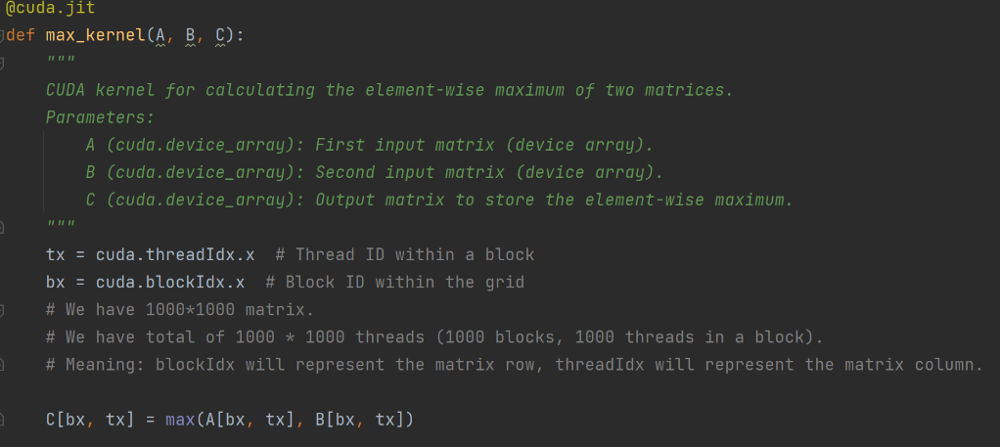 @cuda.jit
def max_kernel(A, B, C):
    """
    CUDA kernel for calculating the element-wise maximum of two matrices.
    Parameters:
        A (cuda.device_array): First input matrix (device array).
        B (cuda.device_array): Second input matrix (device array).
        C (cuda.device_array): Output matrix to store the element-wise maximum.
    """
    tx = cuda.threadIdx.x  # Thread ID within a block
    bx = cuda.blockIdx.x  # Block ID within the grid
    # We have 1000*1000 matrix.
    # We have total of 1000 * 1000 threads (1000 blocks, 1000 threads in a block).
    # Meaning: blockIdx will represent the matrix row, threadIdx will represent the matrix column.
    C[bx, tx] = max(A[bx, tx], B[bx, tx])